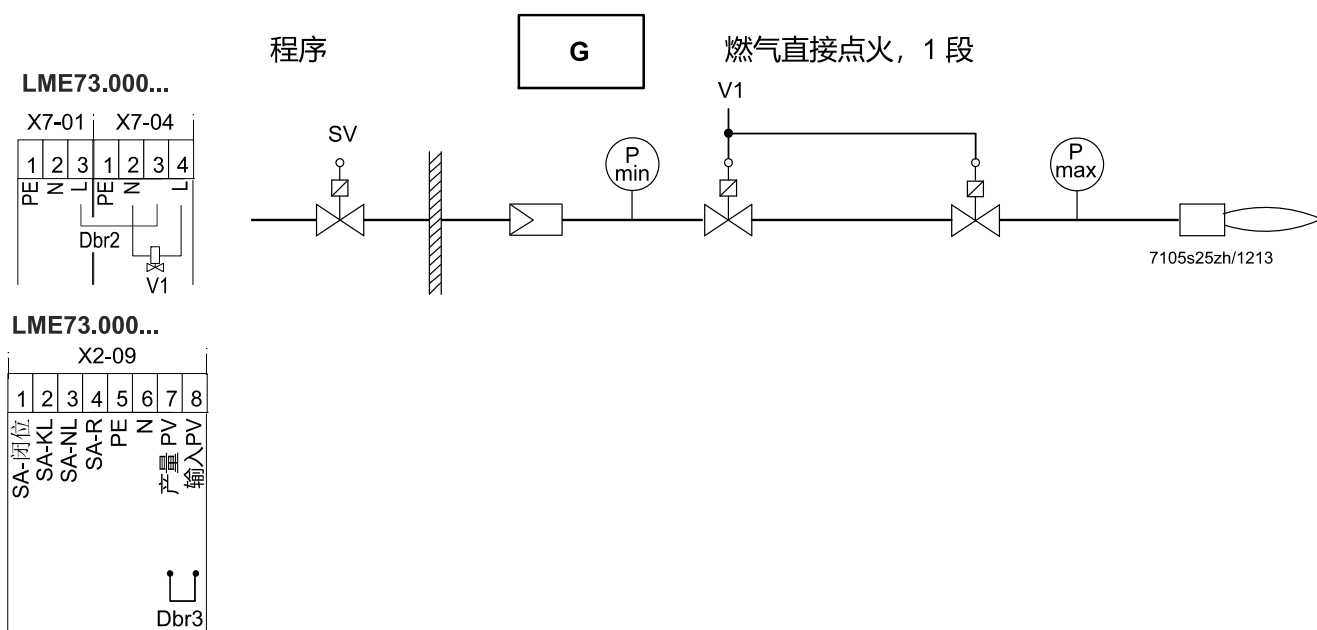 程序
G
燃气直接点火，1 段
LME73.000...
X7-01 X7-04
1 2 3 1 2 3 4
PE N L PE N L
Dbr2
V1
SV
P min
V1
P max
7105s25zh/1213
LME73.000...
X2-09
1 2 3 4 5 6 7 8
SA-闭位
SA-KL
SA-NL
SA-R
PE
N
产量 PV
输入PV
Dbr3